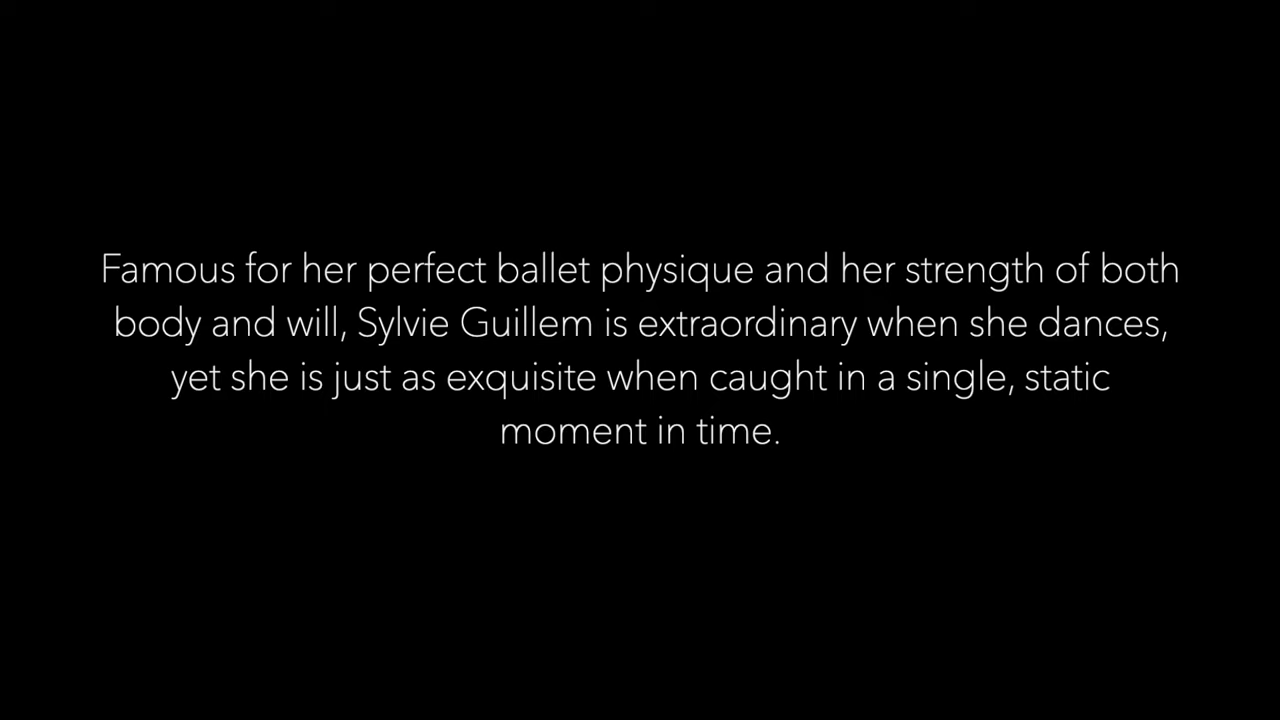 Famous for her perfect ballet physique and her strength of both
body and will, Sylvie Guillem is extraordinary when she dances,
yet she is just as exquisite when caught in a single, static
moment in time.